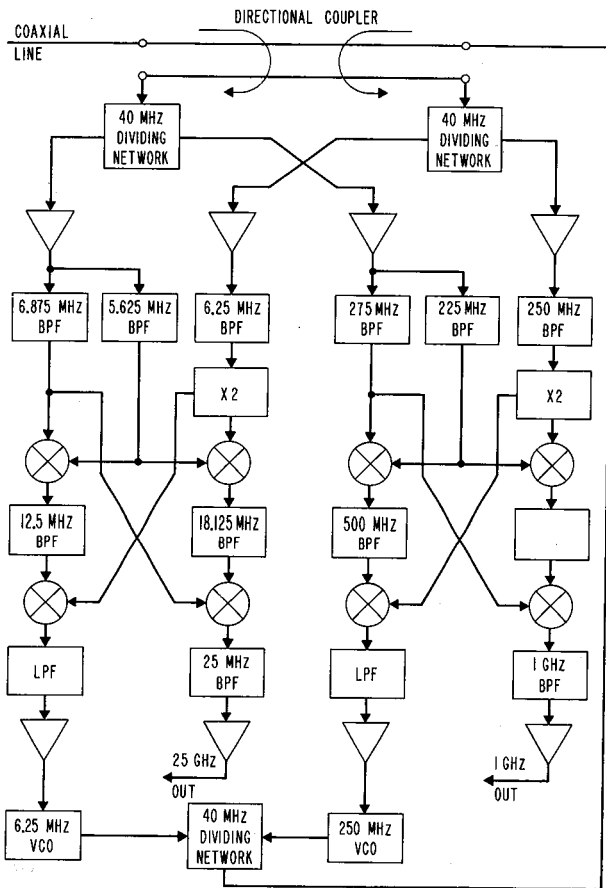 DIRECTIONAL COUPLER
COAXIAL
LINE
40 MHz
DIVIDING
NETWORK
40 MHz
DIVIDING
NETWORK
6.875 MHz
BPF
5.625 MHz
BPF
6.25 MHz
BPF
275 MHz
BPF
225 MHz
BPF
250 MHz
BPF
X2
X2
12.5 MHz
BPF
18.125 MHz
BPF
500 MHz
BPF
LPF
25 MHz
BPF
LPF
1 GHz
BPF
25 GHz
OUT
1 GHz
OUT
6.25 MHz
VCO
40 MHz
DIVIDING
NETWORK
250 MHz
VCO